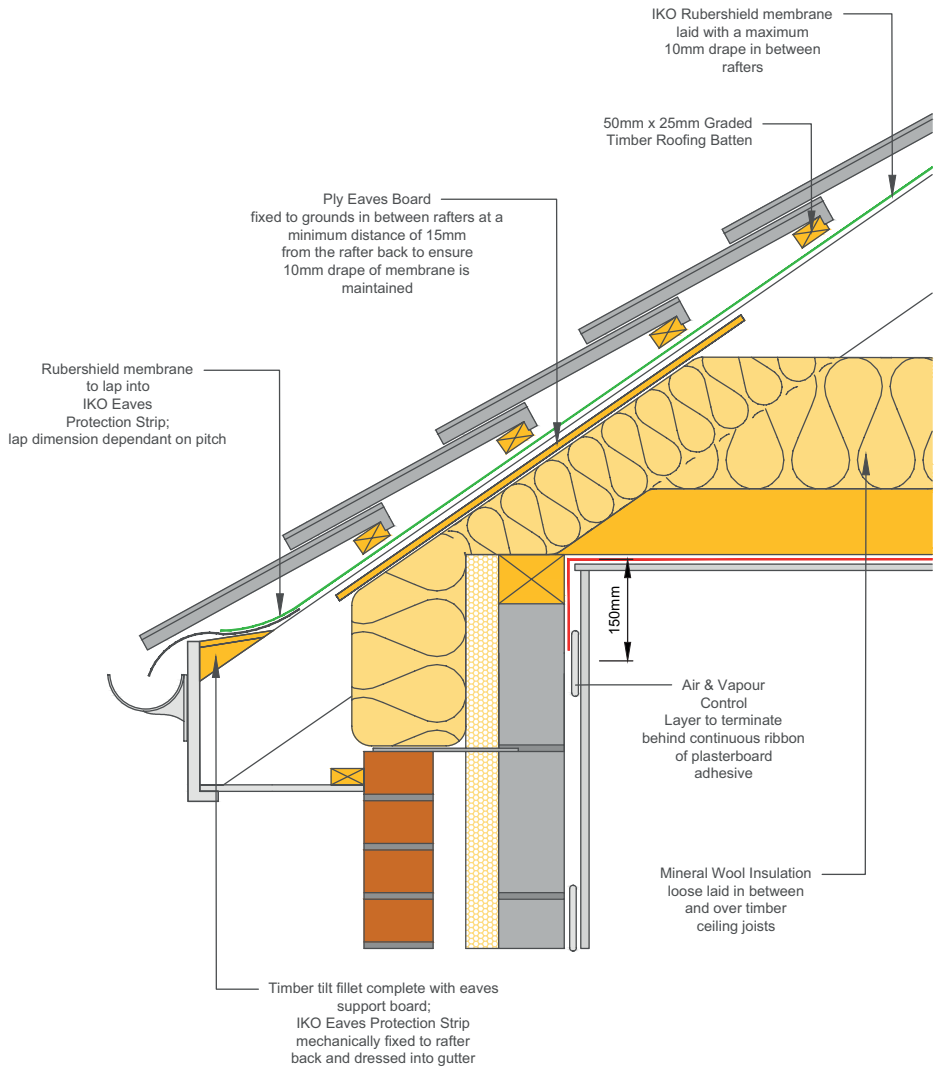 IKO Rubershield membrane
laid with a maximum
10mm drape in between
rafters
50mm x 25mm Graded
Timber Roofing Batten
Ply Eaves Board
fixed to grounds in between rafters at a
minimum distance of 15mm
from the rafter back to ensure
10mm drape of membrane is
maintained
Rubershield membrane
to lap into
IKO Eaves
Protection Strip;
lap dimension dependant on pitch
150mm
Air & Vapour
Control
Layer to terminate
behind continuous ribbon
of plasterboard
adhesive
Mineral Wool Insulation
loose laid in between
and over timber
ceiling joists
Timber tilt fillet complete with eaves
support board;
IKO Eaves Protection Strip
mechanically fixed to rafter
back and dressed into gutter